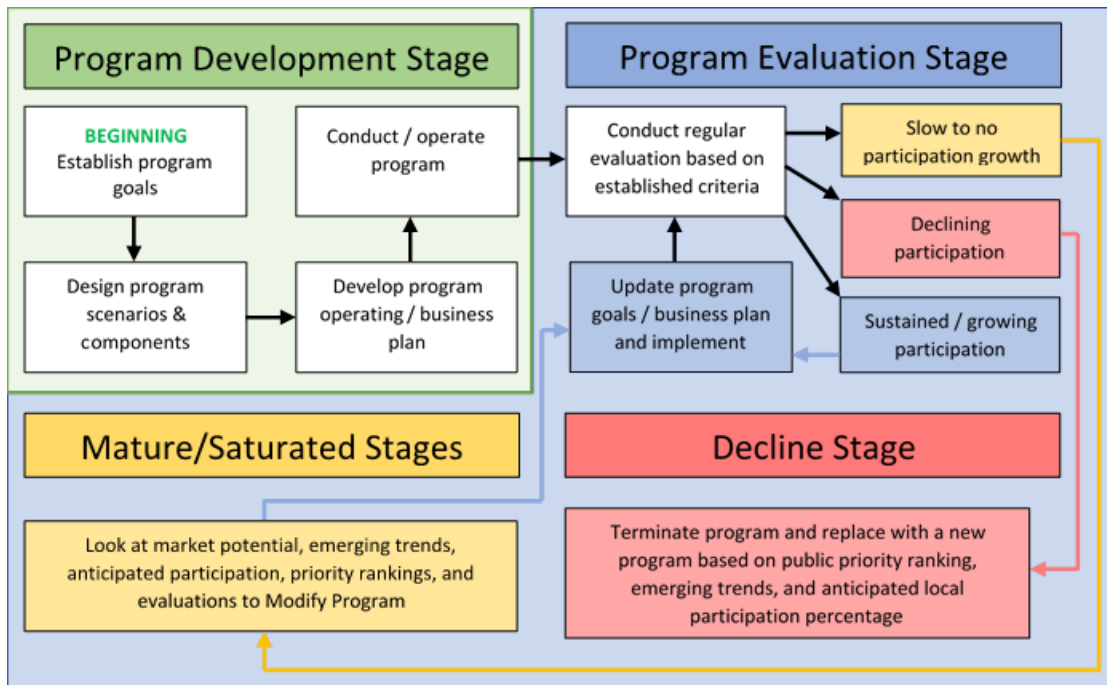 Program Development Stage
BEGINNING
Establish program
goals
Design program
scenarios &
components
Develop program
operating / business
plan
Conduct / operate
program
Program Evaluation Stage
Conduct regular
evaluation based on
established criteria
Slow to no
participation growth
Declining
participation
Sustained / growing
participation
Update program
goals / business plan
and implement
Mature/Saturated Stages
Look at market potential, emerging trends,
anticipated participation, priority rankings, and
evaluations to Modify Program
Decline Stage
Terminate program and replace with a new
program based on public priority ranking,
emerging trends, and anticipated local
participation percentage